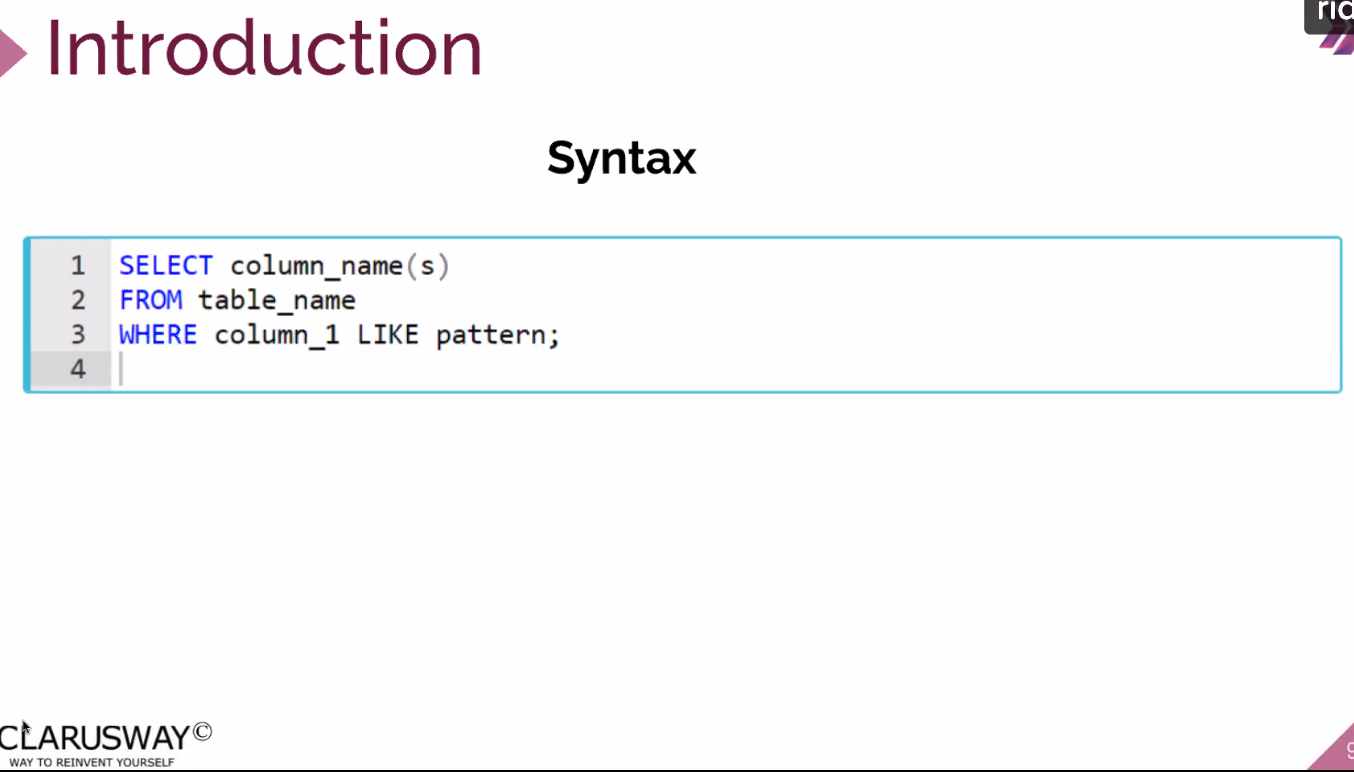 Introduction
Syntax
1 SELECT column_name(s)
2 FROM table_name
3 WHERE column_1 LIKE pattern;
4
CLARUSWAY©
WAY TO REINVENT YOURSELF